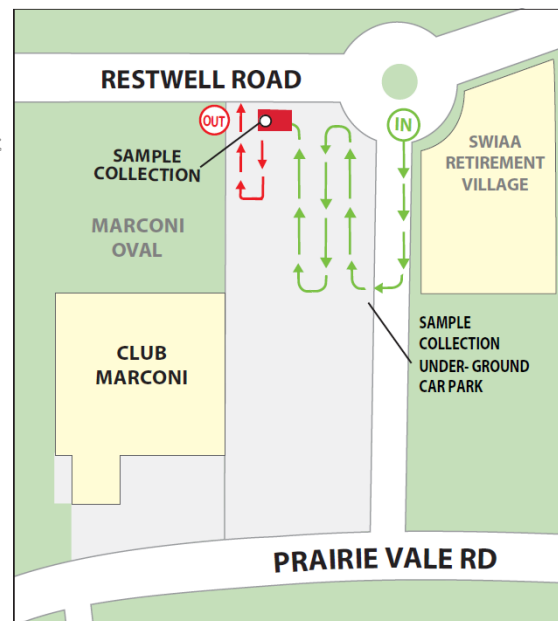 RESTWELL ROAD
OUT
IN
SAMPLE
COLLECTION
SWIAA
RETIREMENT
VILLAGE
MARCONI
OVAL
SAMPLE
COLLECTION
UNDER- GROUND
CAR PARK
CLUB
MARCONI
PRAIRIE VALE RD